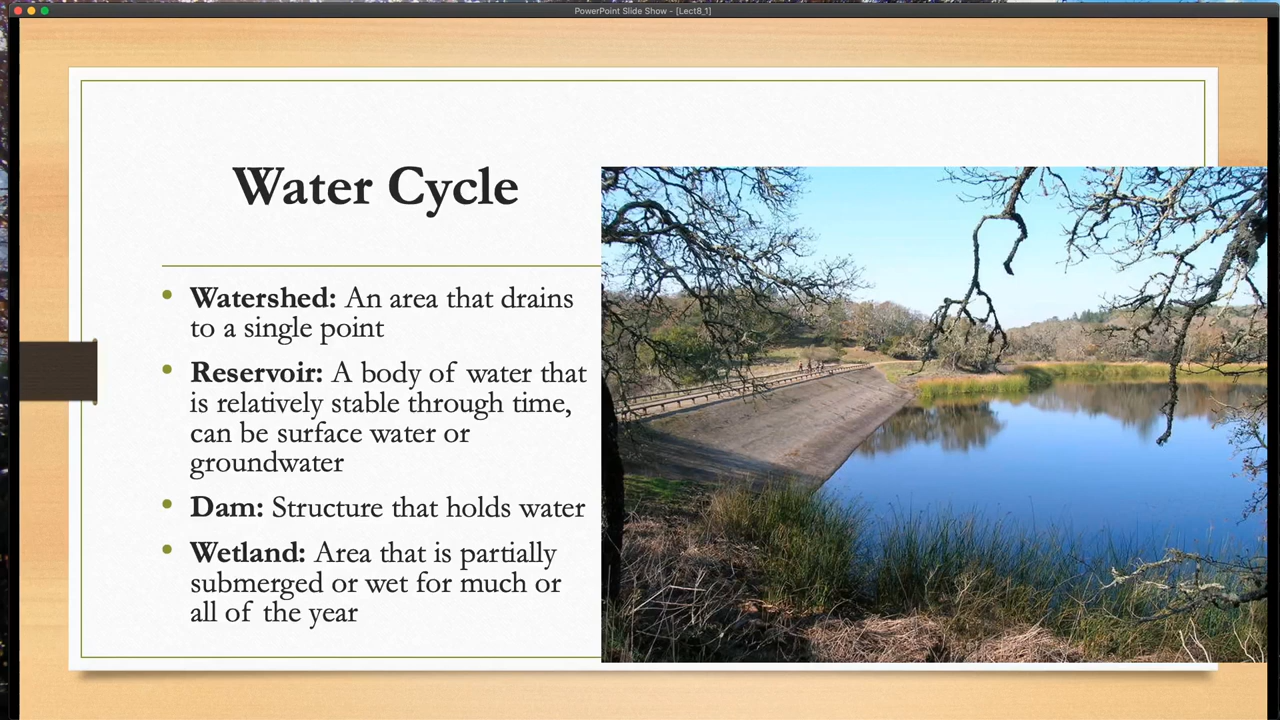 PowerPoint Slide Show - [Lect8_1]
Water Cycle
• Watershed: An area that drains
to a single point
• Reservoir: A body of water that
is relatively stable through time,
can be surface water or
groundwater
• Dam: Structure that holds water
• Wetland: Area that is partially
submerged or wet for much or
all of the year